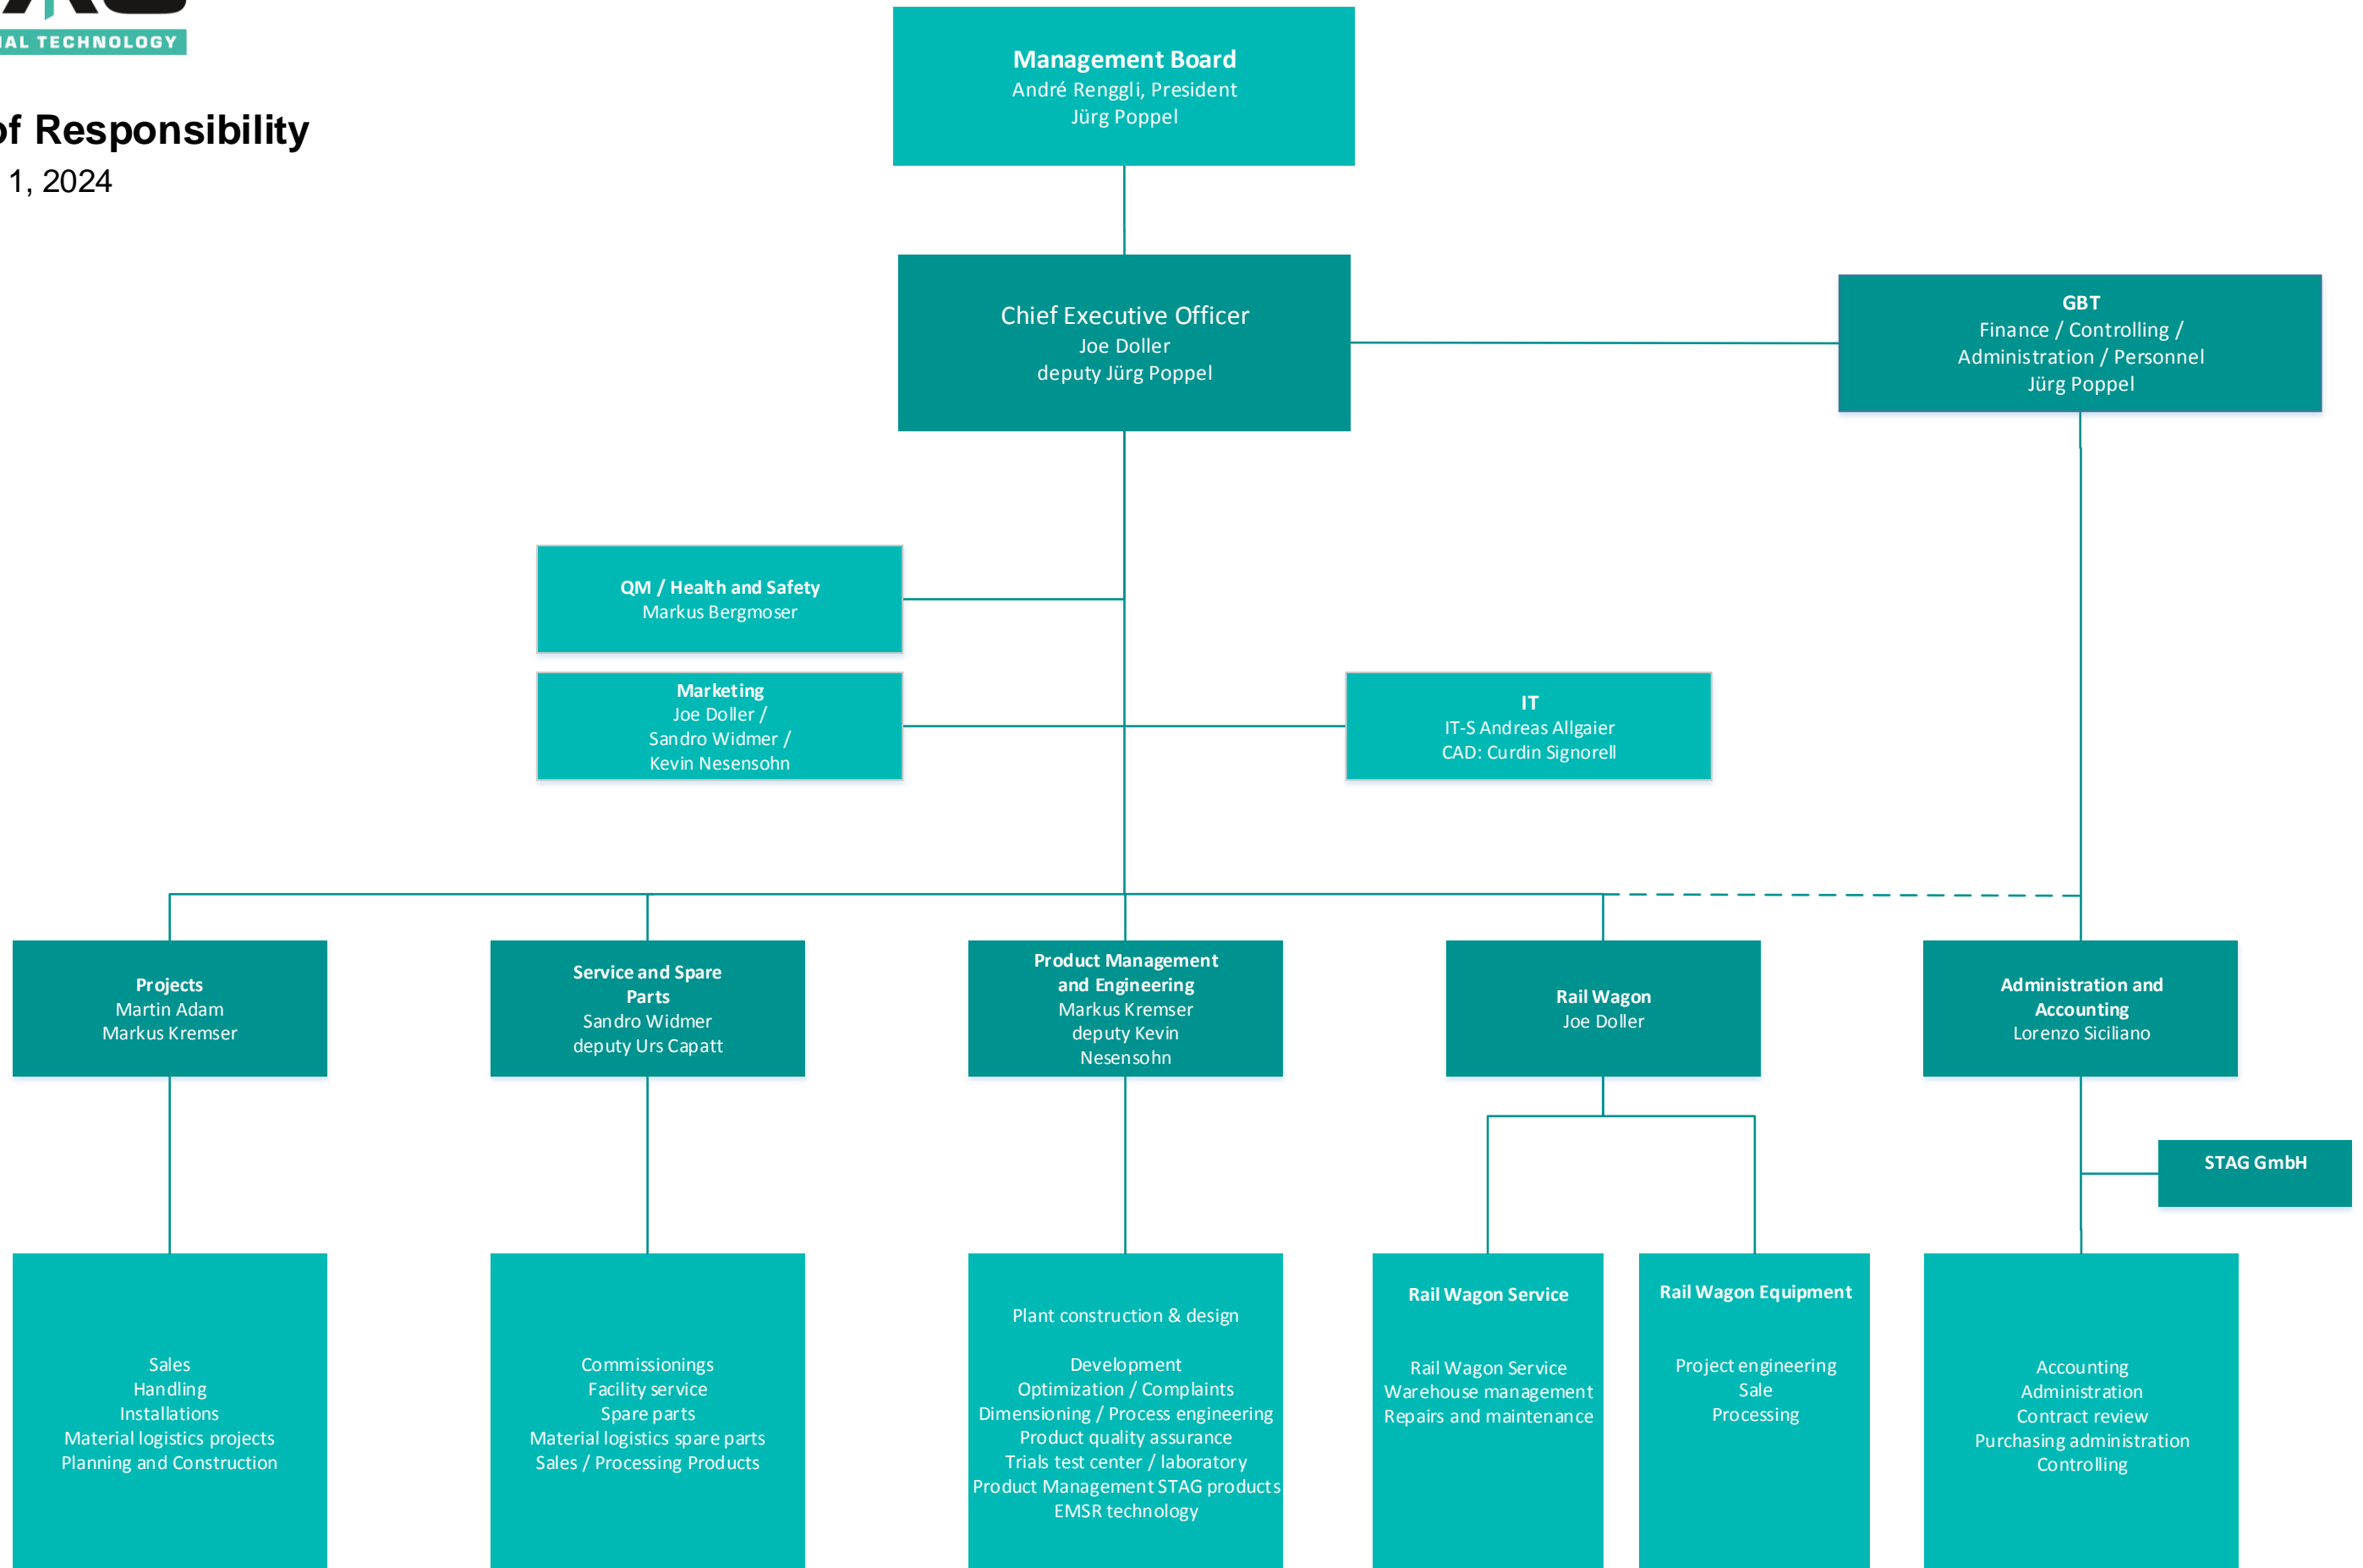 TECHNOLOGY
of Responsibility
1, 2024
Management Board
André Renggli, President
Jürg Poppel
Chief Executive Officer
Joe Doller
deputy Jürg Poppel
GBT
Finance / Controlling /
Administration / Personnel
Jürg Poppel
QM / Health and Safety
Markus Bergmoser
Marketing
Joe Doller /
Sandro Widmer /
Kevin Nesensohn
IT
IT-S Andreas Allgaier
CAD: Curdin Signorell
Projects
Martin Adam
Markus Kremser
Service and Spare
Parts
Sandro Widmer
deputy Urs Capatt
Product Management
and Engineering
Markus Kremser
deputy Kevin
Nesensohn
Rail Wagon
Joe Doller
Administration and
Accounting
Lorenzo Siciliano
STAG GmbH
Sales
Handling
Installations
Material logistics projects
Planning and Construction
Commissionings
Facility service
Spare parts
Material logistics spare parts
Sales / Processing Products
Plant construction & design
Development
Optimization / Complaints
Dimensioning / Process engineering
Product quality assurance
Trials test center / laboratory
Product Management STAG products
EMSR technology
Rail Wagon Service
Rail Wagon Service
Warehouse management
Repairs and maintenance
Rail Wagon Equipment
Project engineering
Sale
Processing
Accounting
Administration
Contract review
Purchasing administration
Controlling